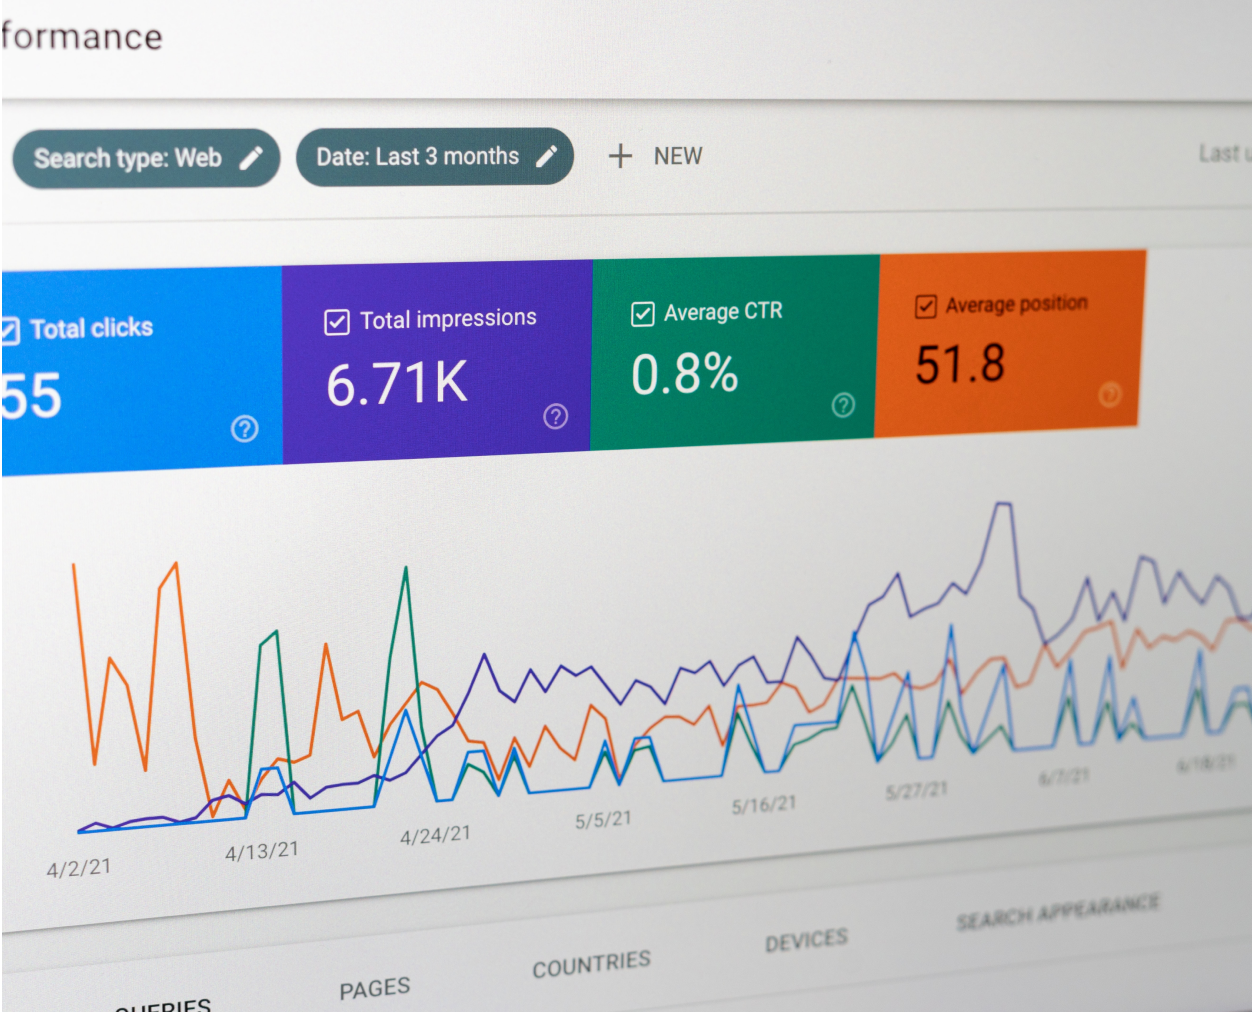 formance
Search type: Web
Date: Last 3 months
+ NEW
Last u
Total clicks
55
Total impressions
6.71K
Average CTR
0.8%
Average position
51.8
4/2/21
4/13/21
4/24/21
5/5/21
5/16/21
5/27/21
6/7/21
6/18/21
QUERIES
PAGES
COUNTRIES
DEVICES
SEARCH APPEARANCE